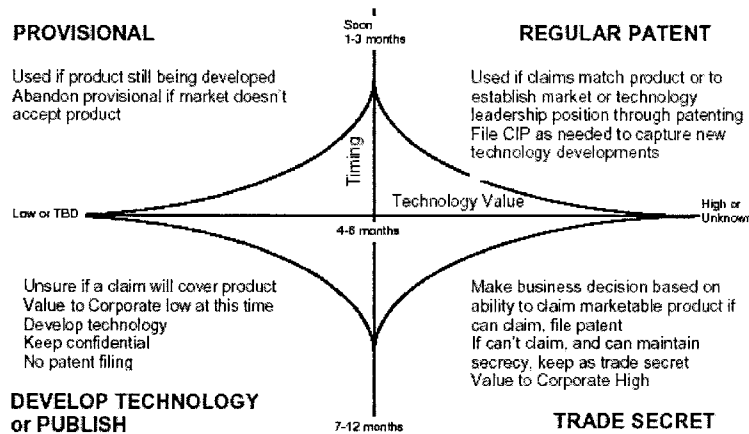 PROVISIONAL
Used if product still being developed
Abandon provisional if market doesn't
accept product
Soon
1-3 months
REGULAR PATENT
Used if claims match product or to
establish market or technology
leadership position through patenting
File CIP as needed to capture new
technology developments
Timing
Technology Value
Low or TBD
High or
Unknown
4-6 months
Unsure if a claim will cover product
Value to Corporate low at this time
Develop technology
Keep confidential
No patent filing
DEVELOP TECHNOLOGY
or PUBLISH
Make business decision based on
ability to claim marketable product if
can claim, file patent
If can't claim, and can maintain
secrecy, keep as trade secret
Value to Corporate High
TRADE SECRET
7-12 months